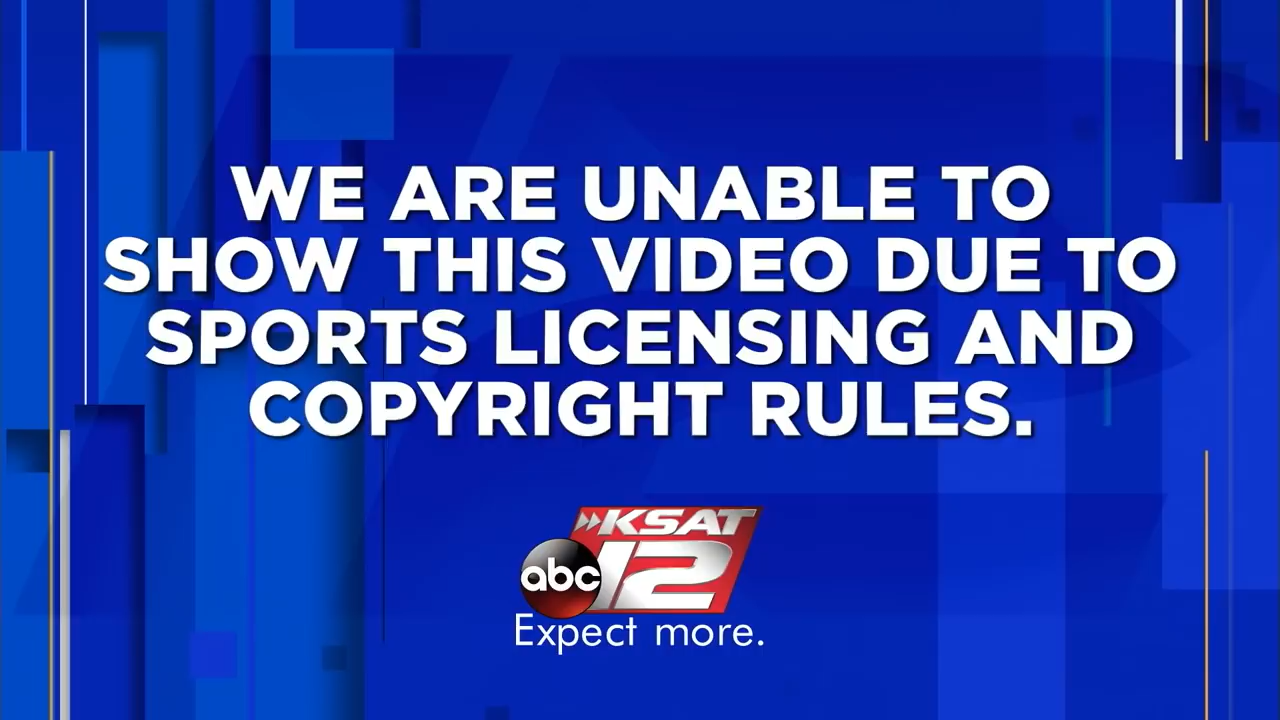 WE ARE UNABLE TO
SHOW THIS VIDEO DUE TO
SPORTS LICENSING AND
COPYRIGHT RULES.
KSAT
abc 12
Expect more.